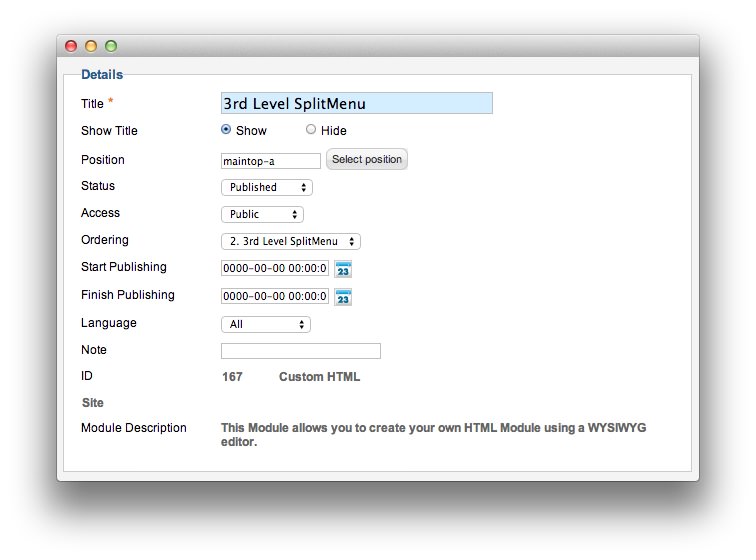 Details
Title * 3rd Level SplitMenu
Show Title Show Hide
Position maintop-a Select position
Status Published
Access Public
Ordering 2. 3rd Level SplitMenu
Start Publishing 0000-00-00 00:00:0 23
Finish Publishing 0000-00-00 00:00:0 23
Language All
Note
ID 167 Custom HTML
Site
Module Description This Module allows you to create your own HTML Module using a WYSIWYG
editor.